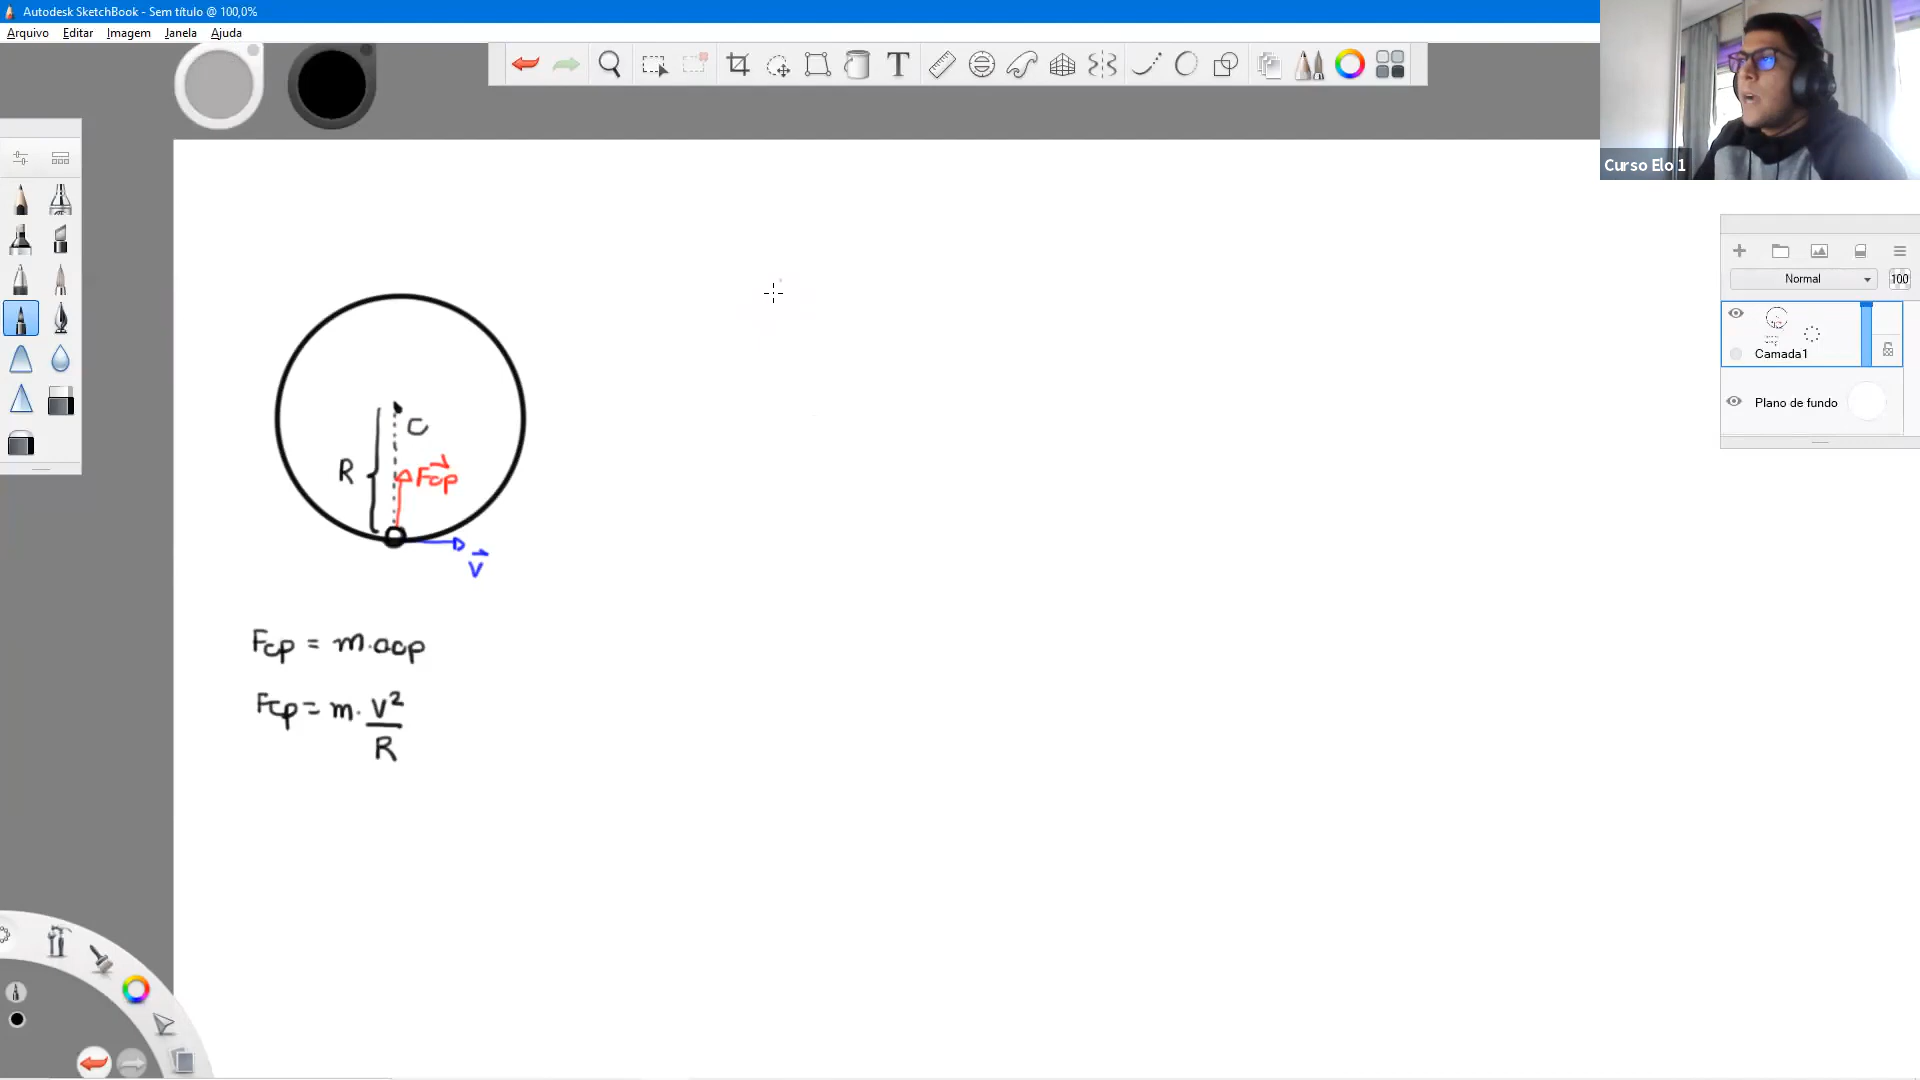 Autodesk SketchBook - Sem título @ 100,0%
Arquivo Editar Imagem Janela Ajuda
T
Curso Elo 1
Normal
100
Camada1
Plano de fundo
C
R
Fcp
V
Fcp = m.acp
Fcp = m. V²
R